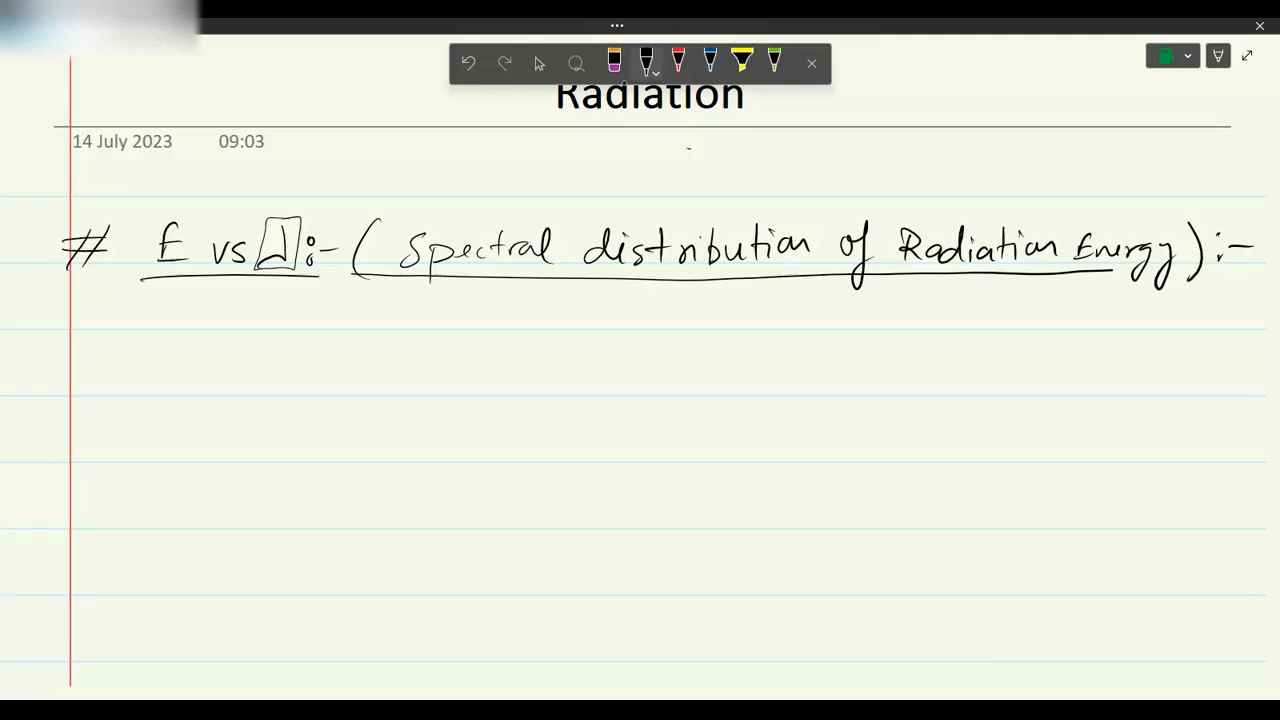 Radiation
14 July 2023 09:03
# E vs λ :- ( Spectral distribution of Radiation Energy ) :-